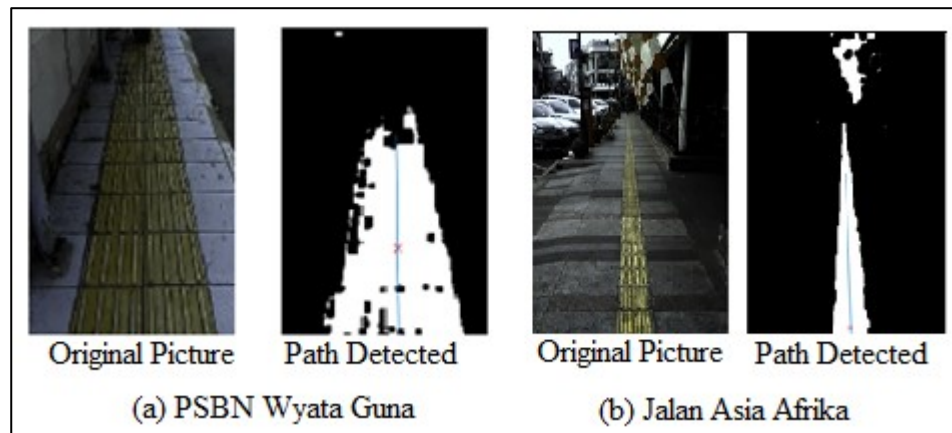 Original Picture Path Detected Original Picture Path Detected
(a) PSBN Wyata Guna (b) Jalan Asia Afrika